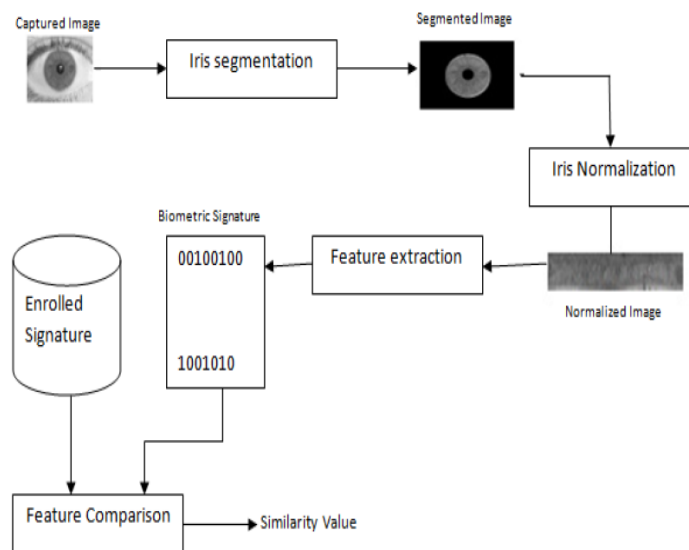 Captured Image
Iris segmentation
Segmented Image
Iris Normalization
Normalized Image
Feature extraction
Biometric Signature
00100100
1001010
Enrolled
Signature
Feature Comparison
Similarity Value